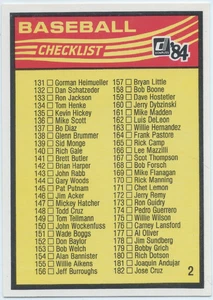 BASEBALL
CHECKLIST
DONRUSS
'84
131 □ Gorman Heimueller
132 □ Dan Schatzeder
133 □ Ron Jackson
134 □ Tom Henke
135 □ Kevin Hickey
136 □ Mike Scott
137 □ Bo Diaz
138 □ Glenn Brummer
139 □ Sid Monge
140 □ Rich Gale
141 □ Brett Butler
142 □ Brian Harper
143 □ John Rabb
144 □ Gary Woods
145 □ Pat Putnam
146 □ Jim Acker
147 □ Mickey Hatcher
148 □ Todd Cruz
149 □ Tom Tellmann
150 □ John Wockenfuss
151 □ Wade Boggs
152 □ Don Baylor
153 □ Bob Welch
154 □ Alan Bannister
155 □ Willie Aikens
156 □ Jeff Burroughs
157 □ Bryan Little
158 □ Bob Boone
159 □ Dave Hostetler
160 □ Jerry Dybzinski
161 □ Mike Madden
162 □ Luis DeLeon
163 □ Willie Hernandez
164 □ Frank Pastore
165 □ Rick Camp
166 □ Lee Mazzilli
167 □ Scot Thompson
168 □ Bob Forsch
169 □ Mike Flanagan
170 □ Rick Manning
171 □ Chet Lemon
172 □ Jerry Remy
173 □ Ron Guidry
174 □ Pedro Guerrero
175 □ Willie Wilson
176 □ Carney Lansford
177 □ Al Oliver
178 □ Jim Sundberg
179 □ Bobby Grich
180 □ Rich Dotson
181 □ Joaquin Andujar
182 □ Jose Cruz
2